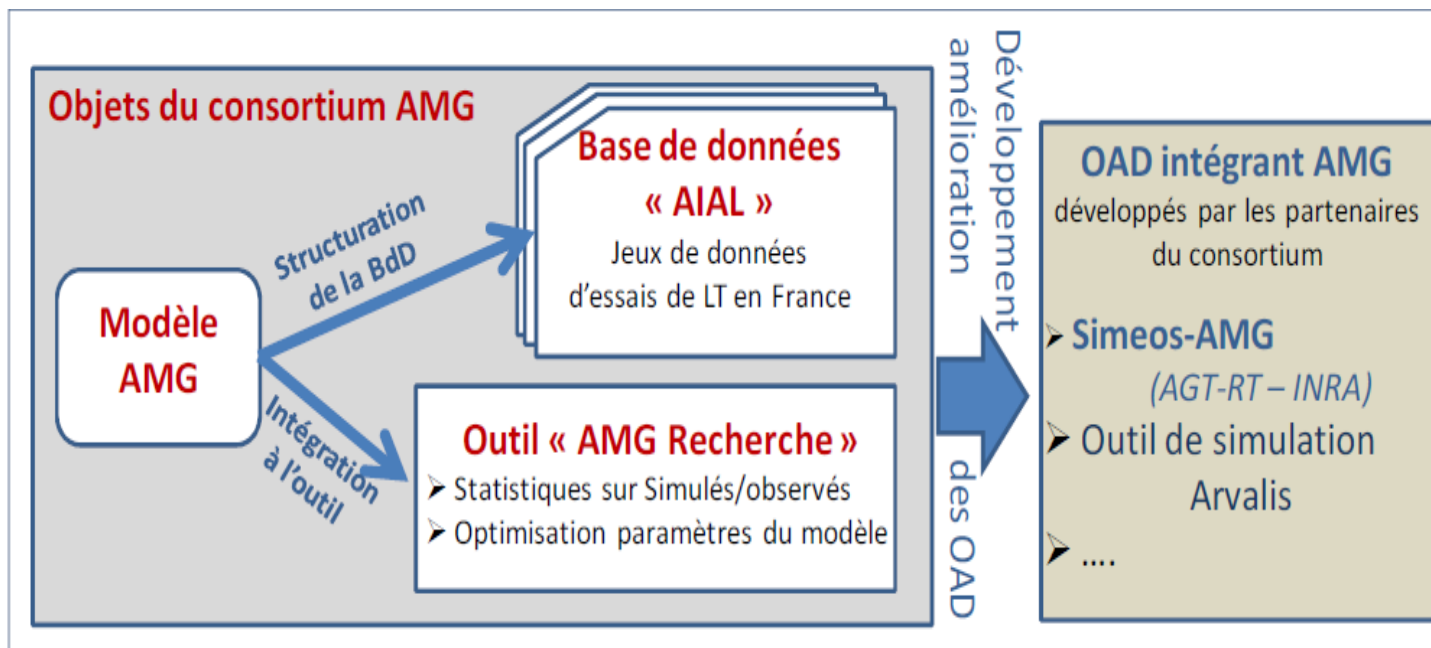 Objets du consortium AMG
Modèle
AMG
Structuration
de la BdD
Intégration
à l'outil
Base de données
« AIAL »
Jeux de données
d'essais de LT en France
Outil « AMG Recherche »
➢ Statistiques sur Simulés/observés
➢ Optimisation paramètres du modèle
Développement
amélioration
des OAD
OAD intégrant AMG
développés par les partenaires
du consortium
➢ Simeos-AMG
(AGT-RT – INRA)
➢ Outil de simulation
Arvalis
➢ ....